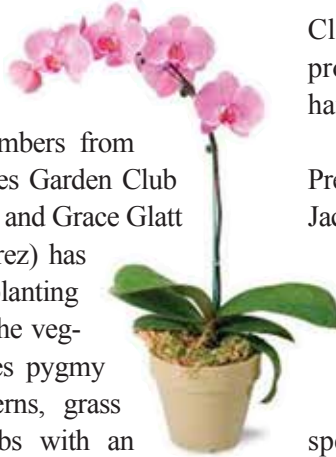 mbers from
es Garden Club
and Grace Glatt
rez) has
lanting
he veg-
es pygmy
erns, grass
bs with an
Cl
pro
ha
Pre
Jac
spe